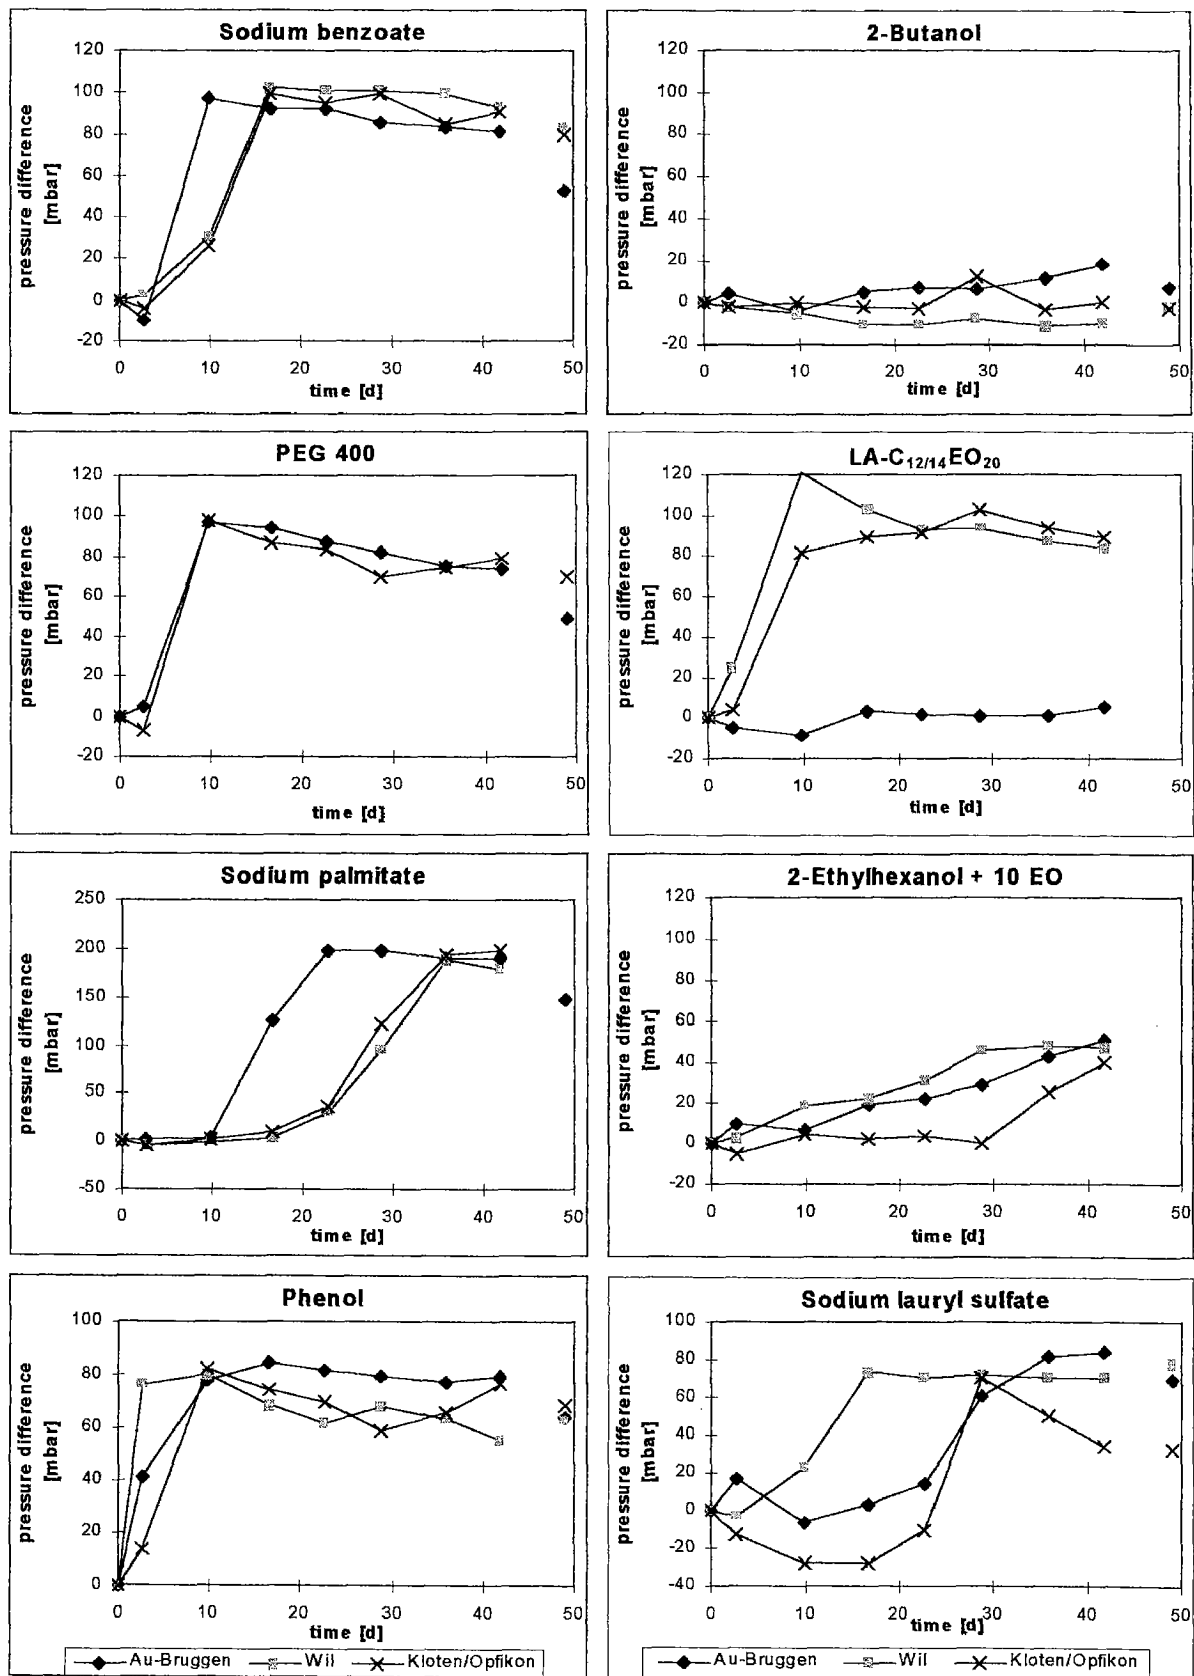 Sodium benzoate
pressure difference
[mbar]
120
100
80
60
40
20
0
-20
0 10 20 30 40 50
time [d]
2-Butanol
pressure difference
[mbar]
120
100
80
60
40
20
0
-20
0 10 20 30 40 50
time [d]
PEG 400
pressure difference
[mbar]
120
100
80
60
40
20
0
-20
0 10 20 30 40 50
time [d]
LA-C12/14EO20
pressure difference
[mbar]
120
100
80
60
40
20
0
-20
0 10 20 30 40 50
time [d]
Sodium palmitate
pressure difference
[mbar]
250
200
150
100
50
0
-50
0 10 20 30 40 50
time [d]
2-Ethylhexanol + 10 EO
pressure difference
[mbar]
120
100
80
60
40
20
0
-20
0 10 20 30 40 50
time [d]
Phenol
pressure difference
[mbar]
100
80
60
40
20
0
0 10 20 30 40 50
time [d]
Au-Bruggen Wil Kloten/Opfikon
Sodium lauryl sulfate
pressure difference
[mbar]
100
80
60
40
20
0
-20
-40
0 10 20 30 40 50
time [d]
Au-Bruggen Wil Kloten/Opfikon